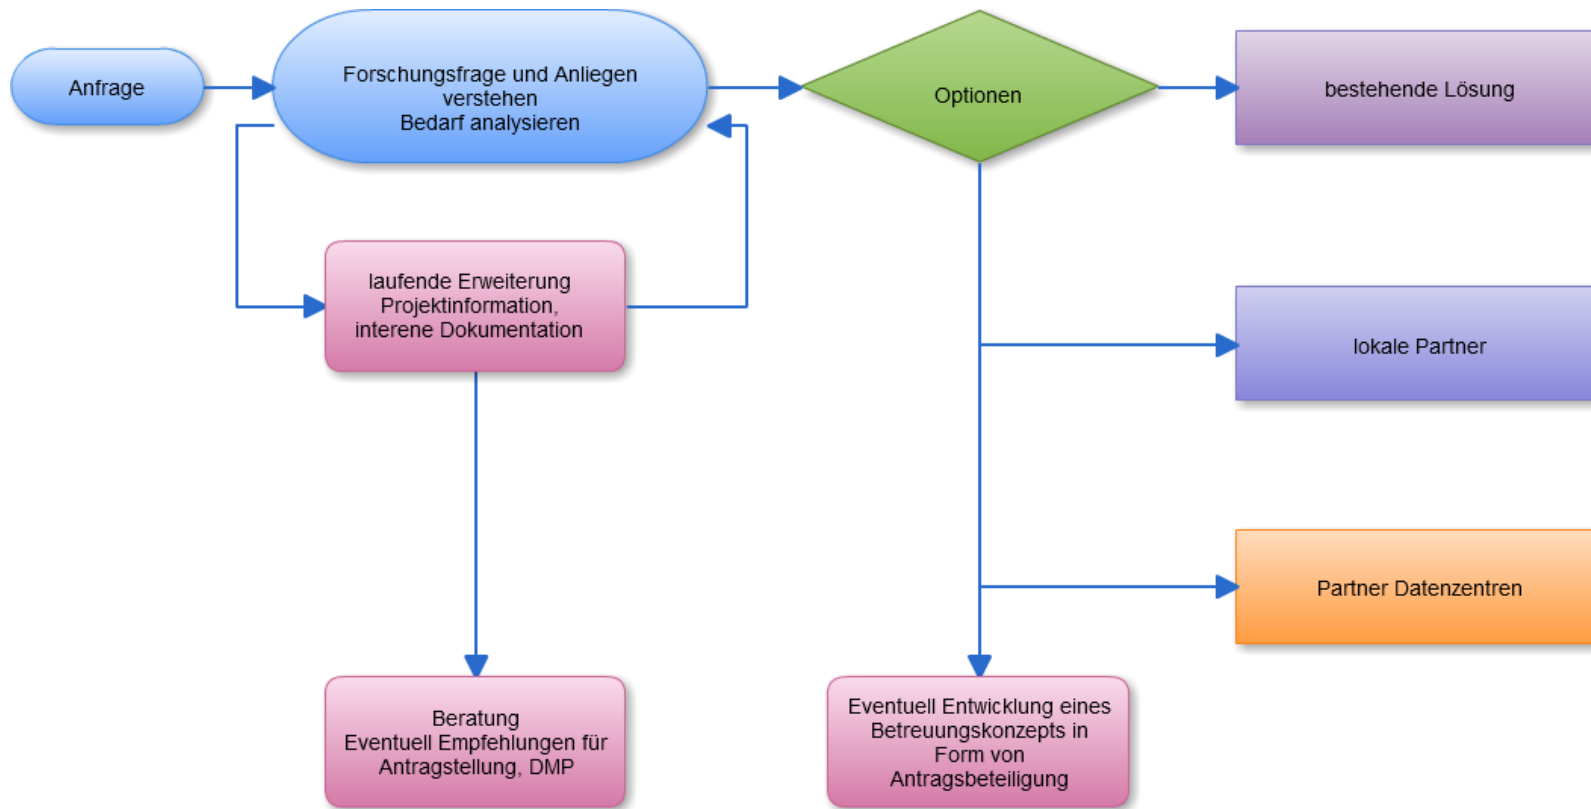 Anfrage
Forschungsfrage und Anliegen
verstehen
Bedarf analysieren
Optionen
bestehende Lösung
laufende Erweiterung
Projektinformation,
interene Dokumentation
lokale Partner
Partner Datenzentren
Beratung
Eventuell Empfehlungen für
Antragstellung, DMP
Eventuell Entwicklung eines
Betreuungskonzepts in
Form von
Antragsbeteiligung